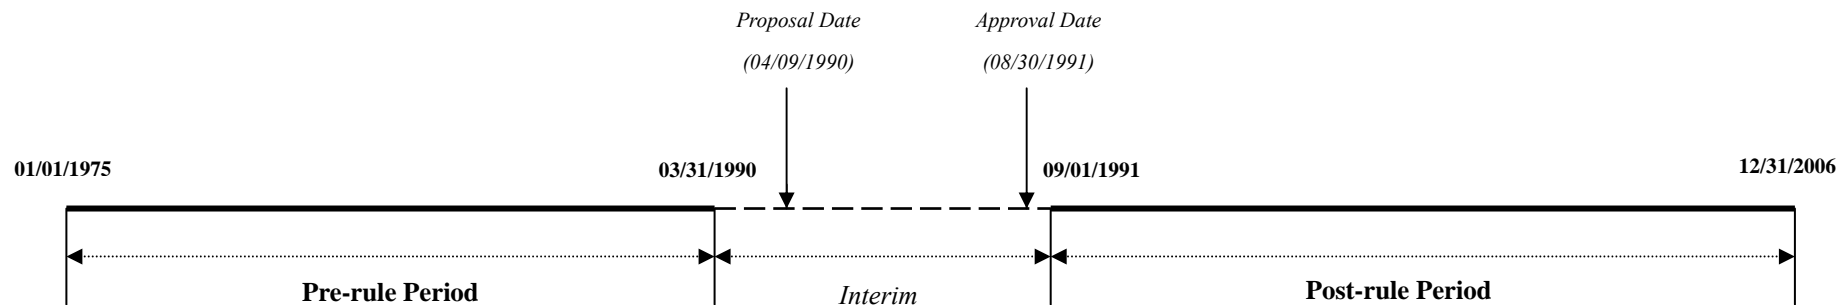 Proposal Date
(04/09/1990)
Approval Date
(08/30/1991)
01/01/1975
03/31/1990
09/01/1991
12/31/2006
Pre-rule Period
Interim
Post-rule Period